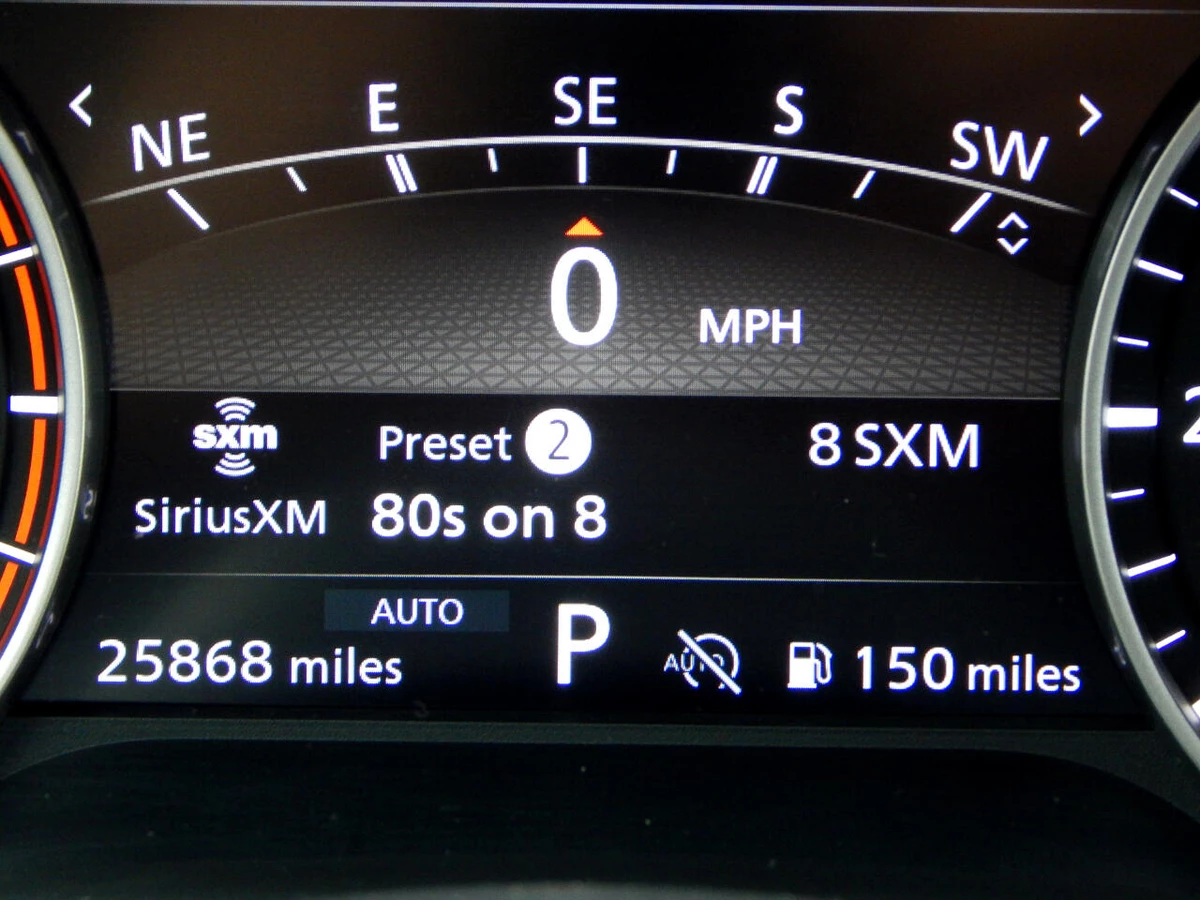 NE E SE S SW
0 MPH
sxm Preset 2 8 SXM
SiriusXM 80s on 8
AUTO
25868 miles P AUTO 150 miles
2